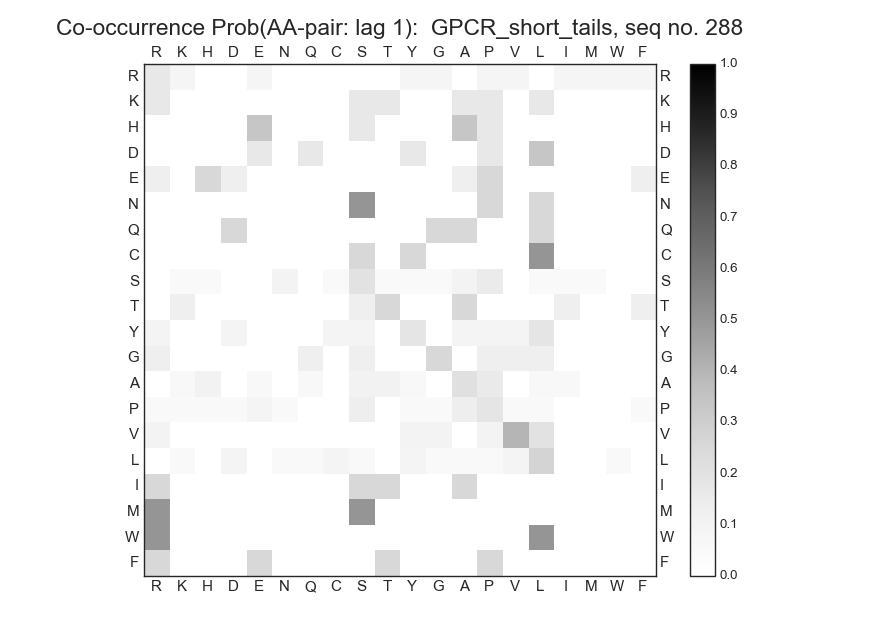 Co-occurrence Prob(AA-pair: lag 1):  GPCR_short_tails, seq no. 288
R K H D E N Q C S T Y G A P V L I M W F
R R 1.0
K K 0.9
H H
D D 0.8
E E
N N 0.7
Q Q
C C 0.6
S S
T T 0.5
Y Y
G G 0.4
A A
P P 0.3
V V
L L 0.2
I I
M M 0.1
W W
F F 0.0
R K H D E N Q C S T Y G A P V L I M W F